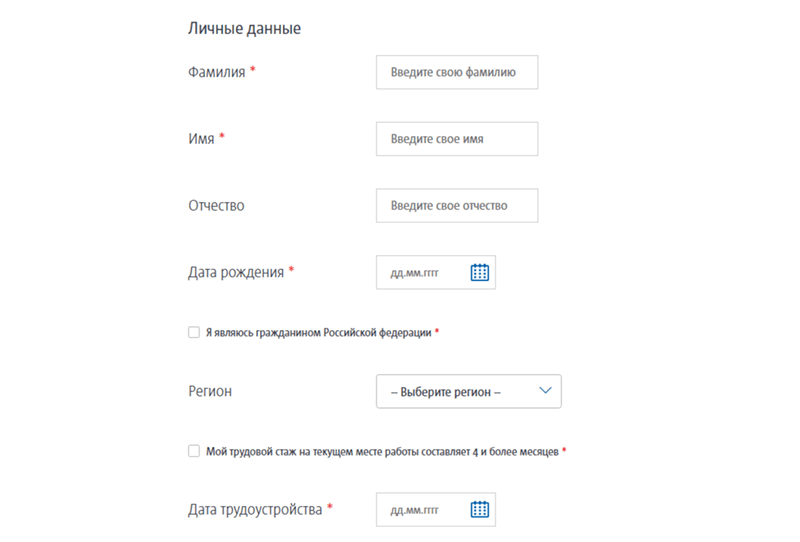 Личные данные
Фамилия * Введите свою фамилию
Имя * Введите свое имя
Отчество Введите свое отчество
Дата рождения * дд.мм.гггг
Я являюсь гражданином Российской федерации *
Регион -- Выберите регион --
Мой трудовой стаж на текущем месте работы составляет 4 и более месяцев *
Дата трудоустройства * дд.мм.гггг